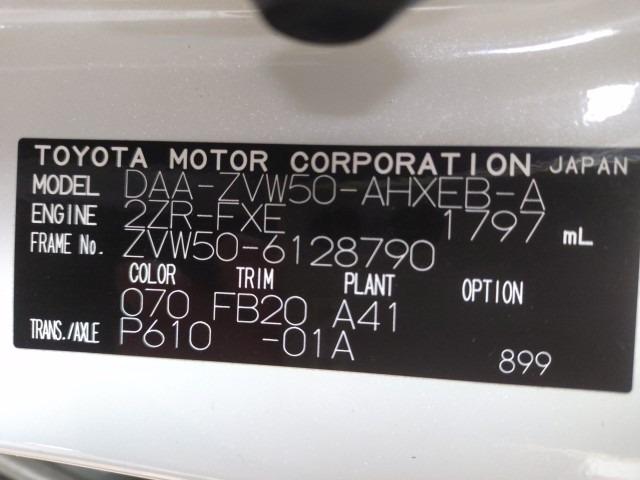 TOYOTA MOTOR CORPORATION JAPAN
MODEL DAA-ZVW50-AHXEB-A
ENGINE 2ZR-FXE 1797 mL
FRAME No. ZVW50-6128790
COLOR TRIM PLANT OPTION
070 FB20 A41
TRANS./AXLE P610 -01A
899